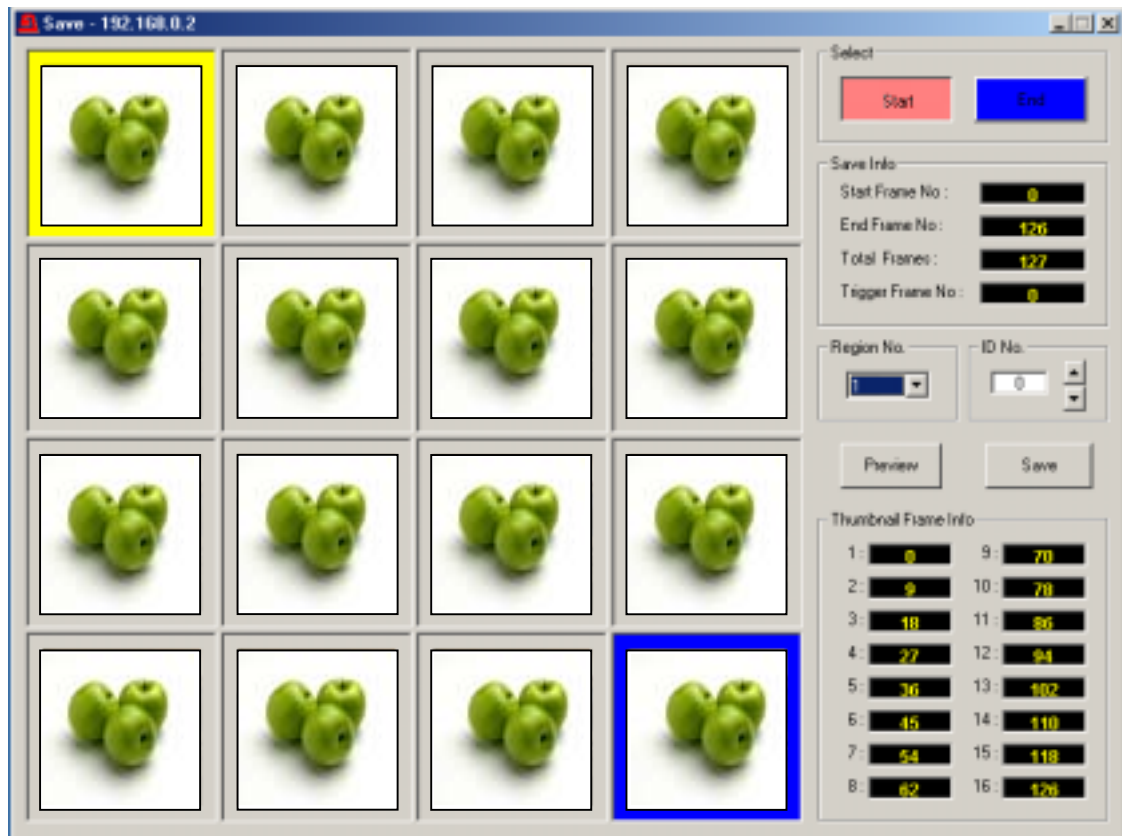 Save - 192.168.0.2
Select
Start End
Save Info
Start Frame No : 0
End Frame No : 126
Total Frames : 127
Trigger Frame No : 0
Region No. ID No.
1 0
Preview Save
Thumbnail Frame Info
1 : 0 9 : 70
2 : 9 10 : 78
3 : 18 11 : 86
4 : 27 12 : 94
5 : 36 13 : 102
6 : 45 14 : 110
7 : 54 15 : 118
8 : 62 16 : 126